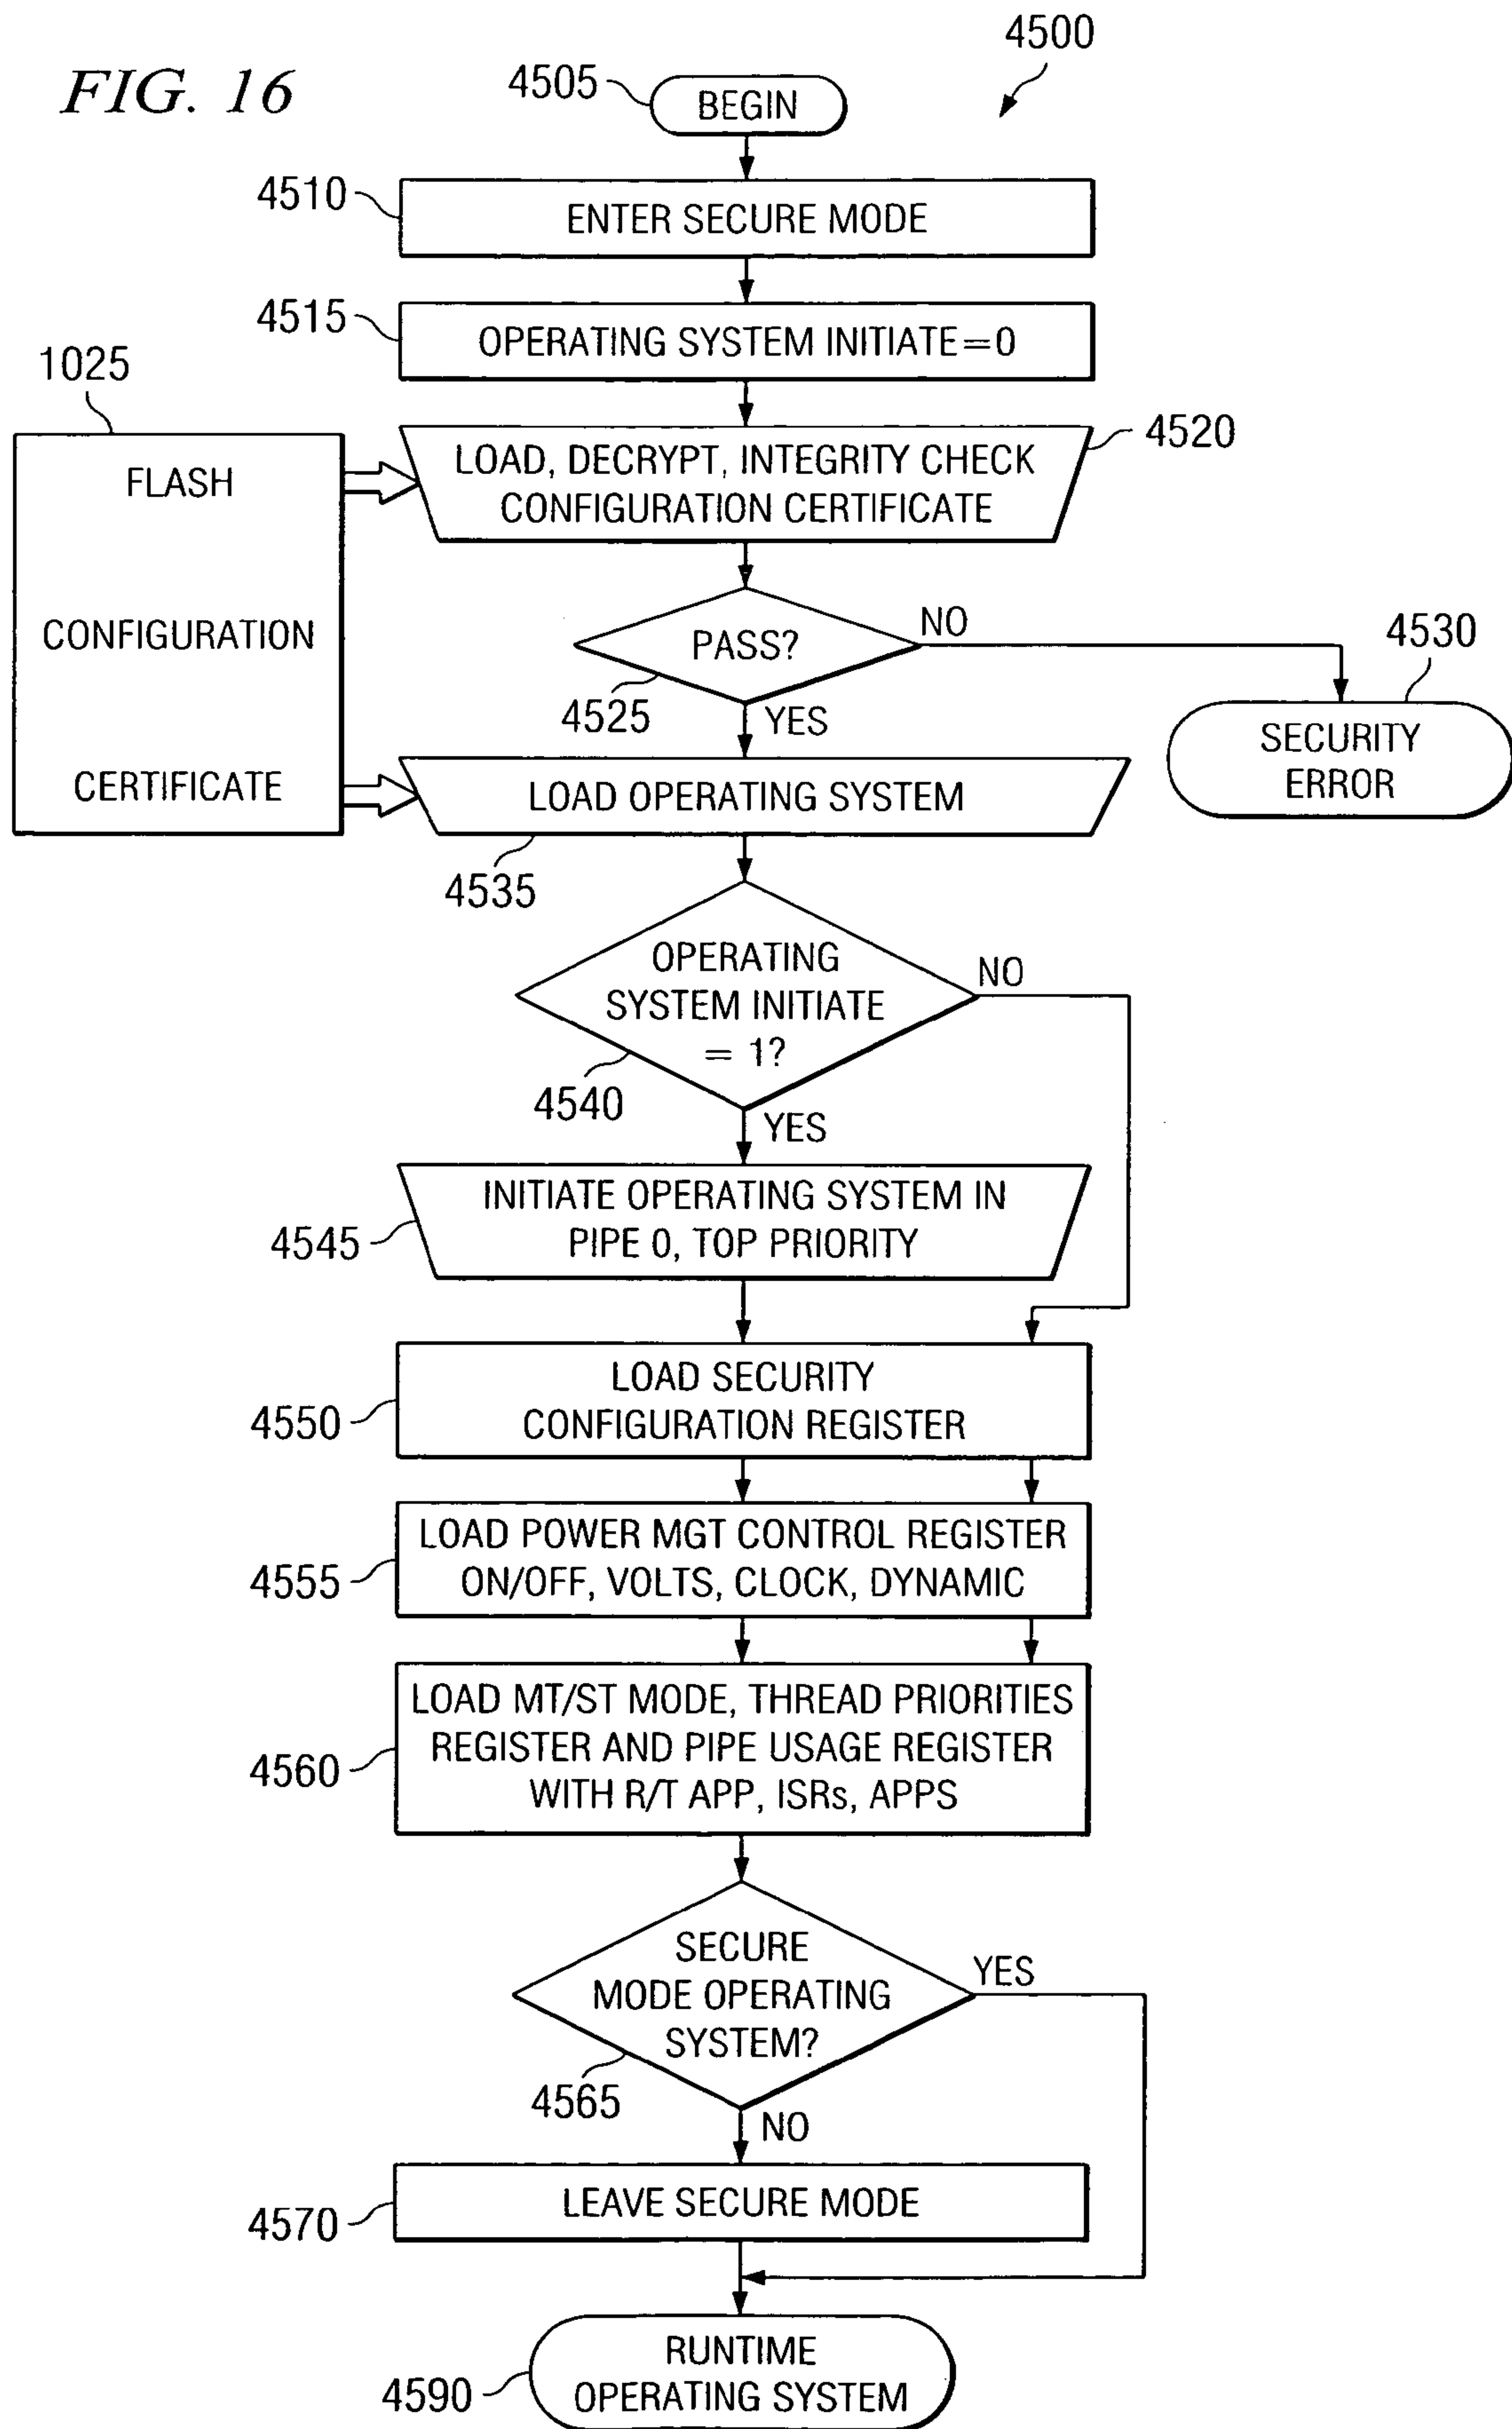 FIG. 16
4500
4505
BEGIN
4510
ENTER SECURE MODE
4515
OPERATING SYSTEM INITIATE=0
1025
FLASH
CONFIGURATION
CERTIFICATE
4520
LOAD, DECRYPT, INTEGRITY CHECK
CONFIGURATION CERTIFICATE
PASS?
NO
4525
YES
4530
SECURITY
ERROR
LOAD OPERATING SYSTEM
4535
OPERATING
SYSTEM INITIATE
= 1?
NO
4540
YES
4545
INITIATE OPERATING SYSTEM IN
PIPE 0, TOP PRIORITY
4550
LOAD SECURITY
CONFIGURATION REGISTER
4555
LOAD POWER MGT CONTROL REGISTER
ON/OFF, VOLTS, CLOCK, DYNAMIC
4560
LOAD MT/ST MODE, THREAD PRIORITIES
REGISTER AND PIPE USAGE REGISTER
WITH R/T APP, ISRs, APPS
SECURE
MODE OPERATING
SYSTEM?
YES
4565
NO
4570
LEAVE SECURE MODE
4590
RUNTIME
OPERATING SYSTEM